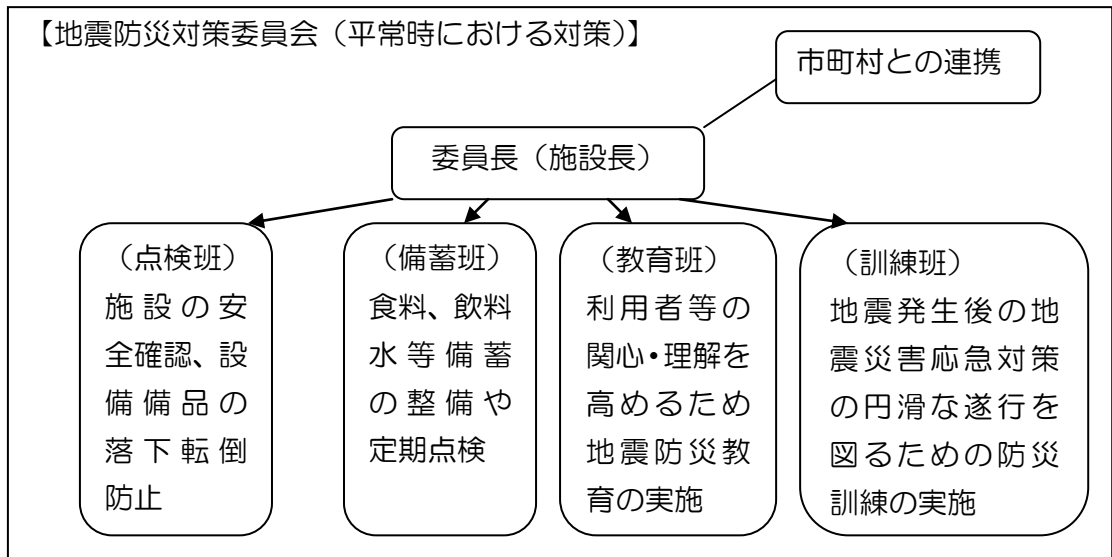 【地震防災対策委員会（平常時における対策）】
市町村との連携
委員長（施設長）
（点検班）
施設の安
全確認、設
備備品の
落下転倒
防止
（備蓄班）
食料、飲料
水等備蓄
の整備や
定期点検
（教育班）
利用者等の
関心・理解を
高めるため
地震防災教
育の実施
（訓練班）
地震発生後の地
震災害応急対策
の円滑な遂行を
図るための防災
訓練の実施